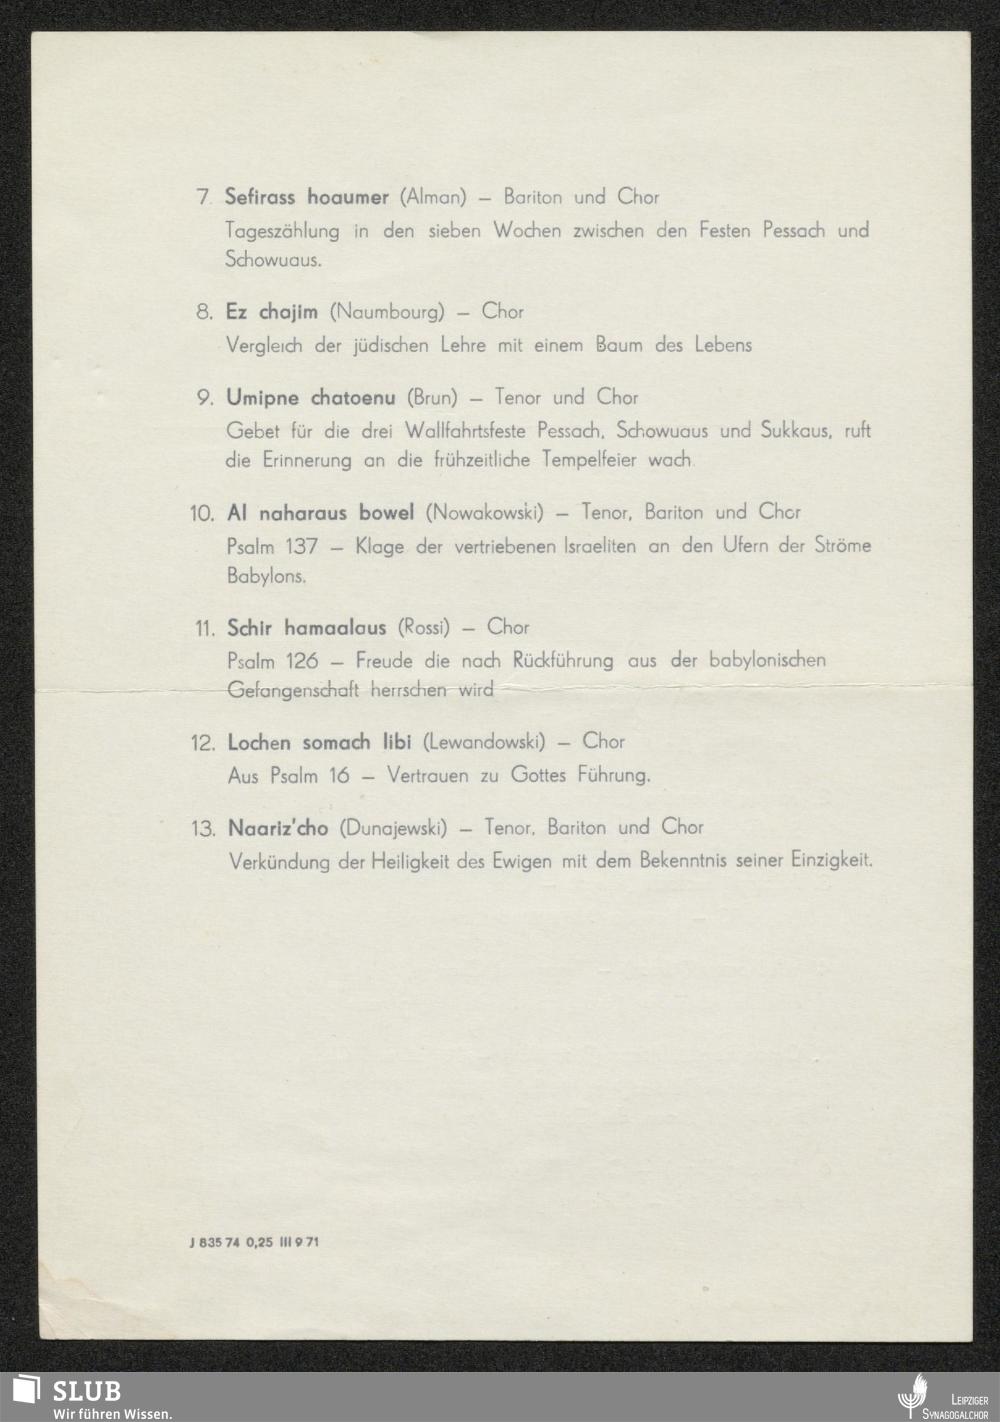 7. Sefirass hoaumer (Alman) – Bariton und Chor
Tageszählung in den sieben Wochen zwischen den Festen Pessach und
Schowuaus.
8. Ez chajim (Naumbourg) – Chor
Vergleich der jüdischen Lehre mit einem Baum des Lebens
9. Umipne chatoenu (Brun) – Tenor und Chor
Gebet für die drei Wallfahrtsfeste Pessach, Schowuaus und Sukkaus, ruft
die Erinnerung an die frühzeitliche Tempelfeier wach.
10. Al naharaus bowel (Nowakowski) – Tenor, Bariton und Chor
Psalm 137 – Klage der vertriebenen Israeliten an den Ufern der Ströme
Babylons.
11. Schir hamaalaus (Rossi) – Chor
Psalm 126 – Freude die nach Rückführung aus der babylonischen
Gefangenschaft herrschen wird
12. Lochen somach libi (Lewandowski) – Chor
Aus Psalm 16 – Vertrauen zu Gottes Führung.
13. Naariz'cho (Dunajewski) – Tenor, Bariton und Chor
Verkündung der Heiligkeit des Ewigen mit dem Bekenntnis seiner Einzigkeit.
J 835 74 0,25 III 9 71
SLUB
Wir führen Wissen.
LEIPZIGER
SYNAGOGALCHOR